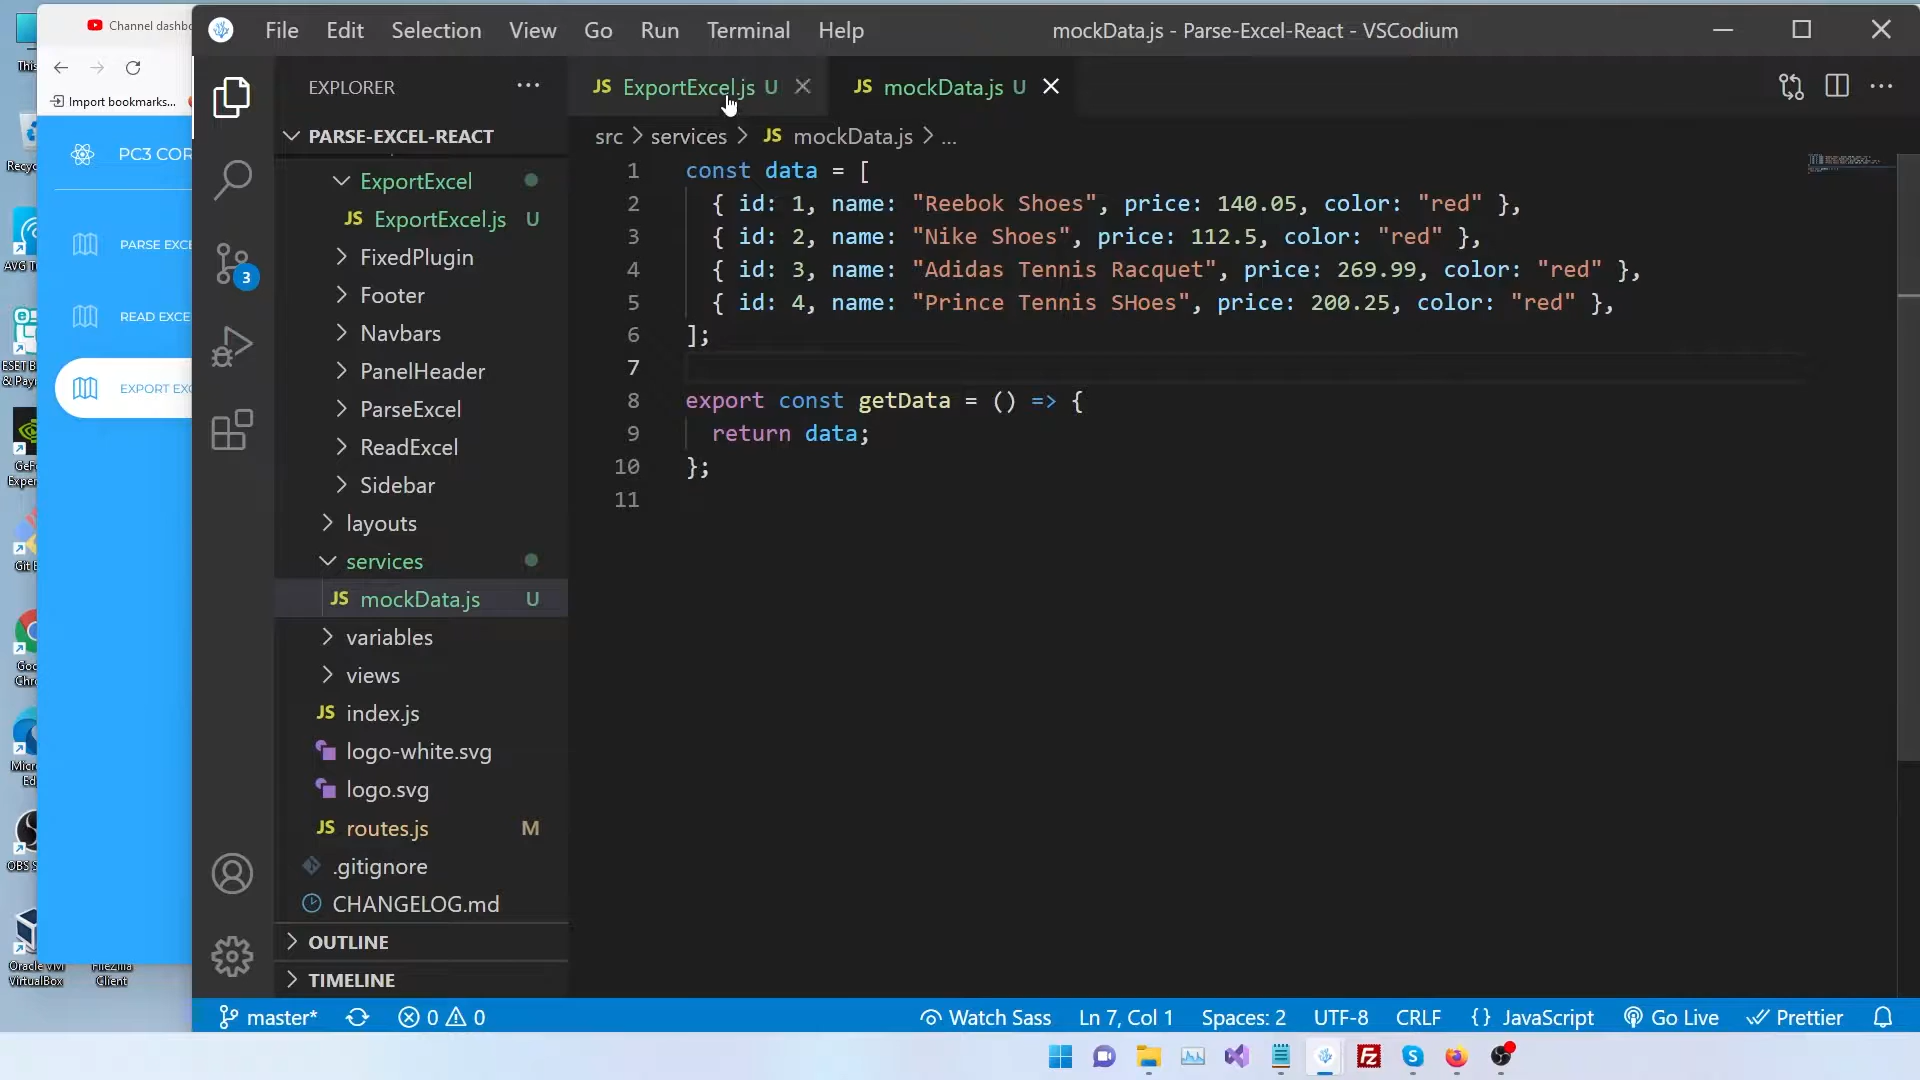 Channel dashbo
File Edit Selection View Go Run Terminal Help
mockData.js - Parse-Excel-React - VSCodium
Import bookmarks...
PC3 COR
PARSE EXCE
READ EXCE
EXPORT EXC
EXPLORER
PARSE-EXCEL-REACT
ExportExcel
JS ExportExcel.js U
FixedPlugin
Footer
Navbars
PanelHeader
ParseExcel
ReadExcel
Sidebar
layouts
services
JS mockData.js U
variables
views
JS index.js
logo-white.svg
logo.svg
JS routes.js M
.gitignore
CHANGELOG.md
OUTLINE
TIMELINE
3
JS ExportExcel.js U
JS mockData.js U
src > services > JS mockData.js > ...
1 const data = [
2 { id: 1, name: "Reebok Shoes", price: 140.05, color: "red" },
3 { id: 2, name: "Nike Shoes", price: 112.5, color: "red" },
4 { id: 3, name: "Adidas Tennis Racquet", price: 269.99, color: "red" },
5 { id: 4, name: "Prince Tennis SHoes", price: 200.25, color: "red" },
6 ];
7
8 export const getData = () => {
9 return data;
10 };
11
This
Recyc
AVG T
ESET B
& Pay
GeF
Exper
Git B
Goo
Chro
Micr
Ed
OBS S
Oracle VM
VirtualBox
FileZilla
Client
master* 0 0
Watch Sass Ln 7, Col 1 Spaces: 2 UTF-8 CRLF {} JavaScript Go Live Prettier